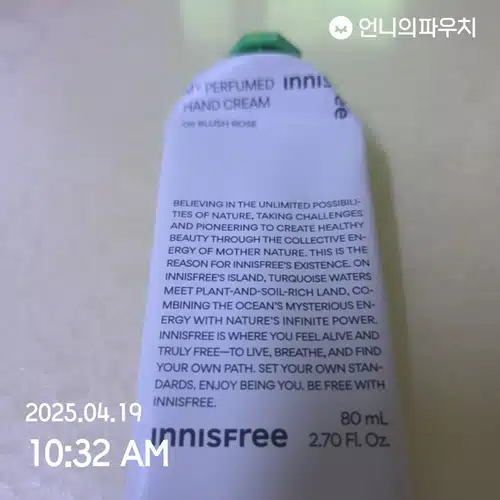 언니의파우치
MY PERFUMED
HAND CREAM
INNIS
REE
BLUSH ROSE
BELIEVING IN THE UNLIMITED POSSIBILI-
TIES OF NATURE, TAKING CHALLENGES
AND PIONEERING TO CREATE HEALTHY
BEAUTY THROUGH THE COLLECTIVE EN-
ERGY OF MOTHER NATURE. THIS IS THE
REASON FOR INNISFREE'S EXISTENCE. ON
INNISFREE'S ISLAND, TURQUOISE WATERS
MEET PLANT-AND-SOIL-RICH LAND, CO-
MBINING THE OCEAN'S MYSTERIOUS EN-
ERGY WITH NATURE'S INFINITE POWER.
INNISFREE IS WHERE YOU FEEL ALIVE AND
TRULY FREE—TO LIVE, BREATHE, AND FIND
YOUR OWN PATH. SET YOUR OWN STAN-
DARDS. ENJOY BEING YOU. BE FREE WITH
INNISFREE.
80 mL
INNISFree
2.70 Fl. Oz.
2025.04.19
10:32 AM